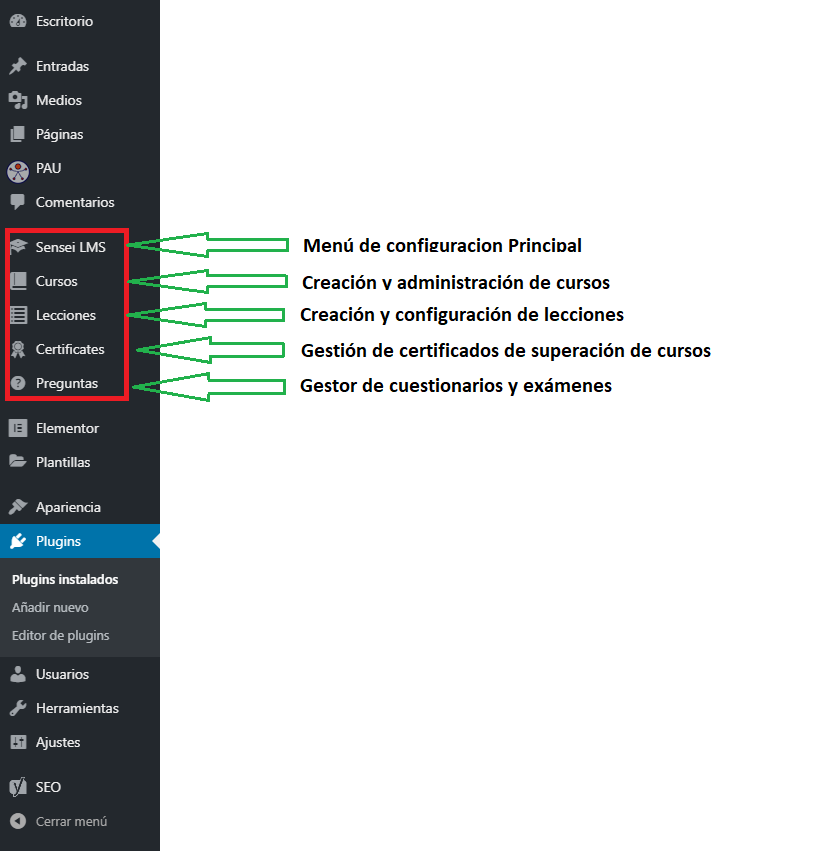 Escritorio
Entradas
Medios
Páginas
PAU
Comentarios
Sensei LMS Menú de configuracion Principal
Cursos Creación y administración de cursos
Lecciones Creación y configuración de lecciones
Certificates Gestión de certificados de superación de cursos
Preguntas Gestor de cuestionarios y exámenes
Elementor
Plantillas
Apariencia
Plugins
Plugins instalados
Añadir nuevo
Editor de plugins
Usuarios
Herramientas
Ajustes
SEO
Cerrar menú